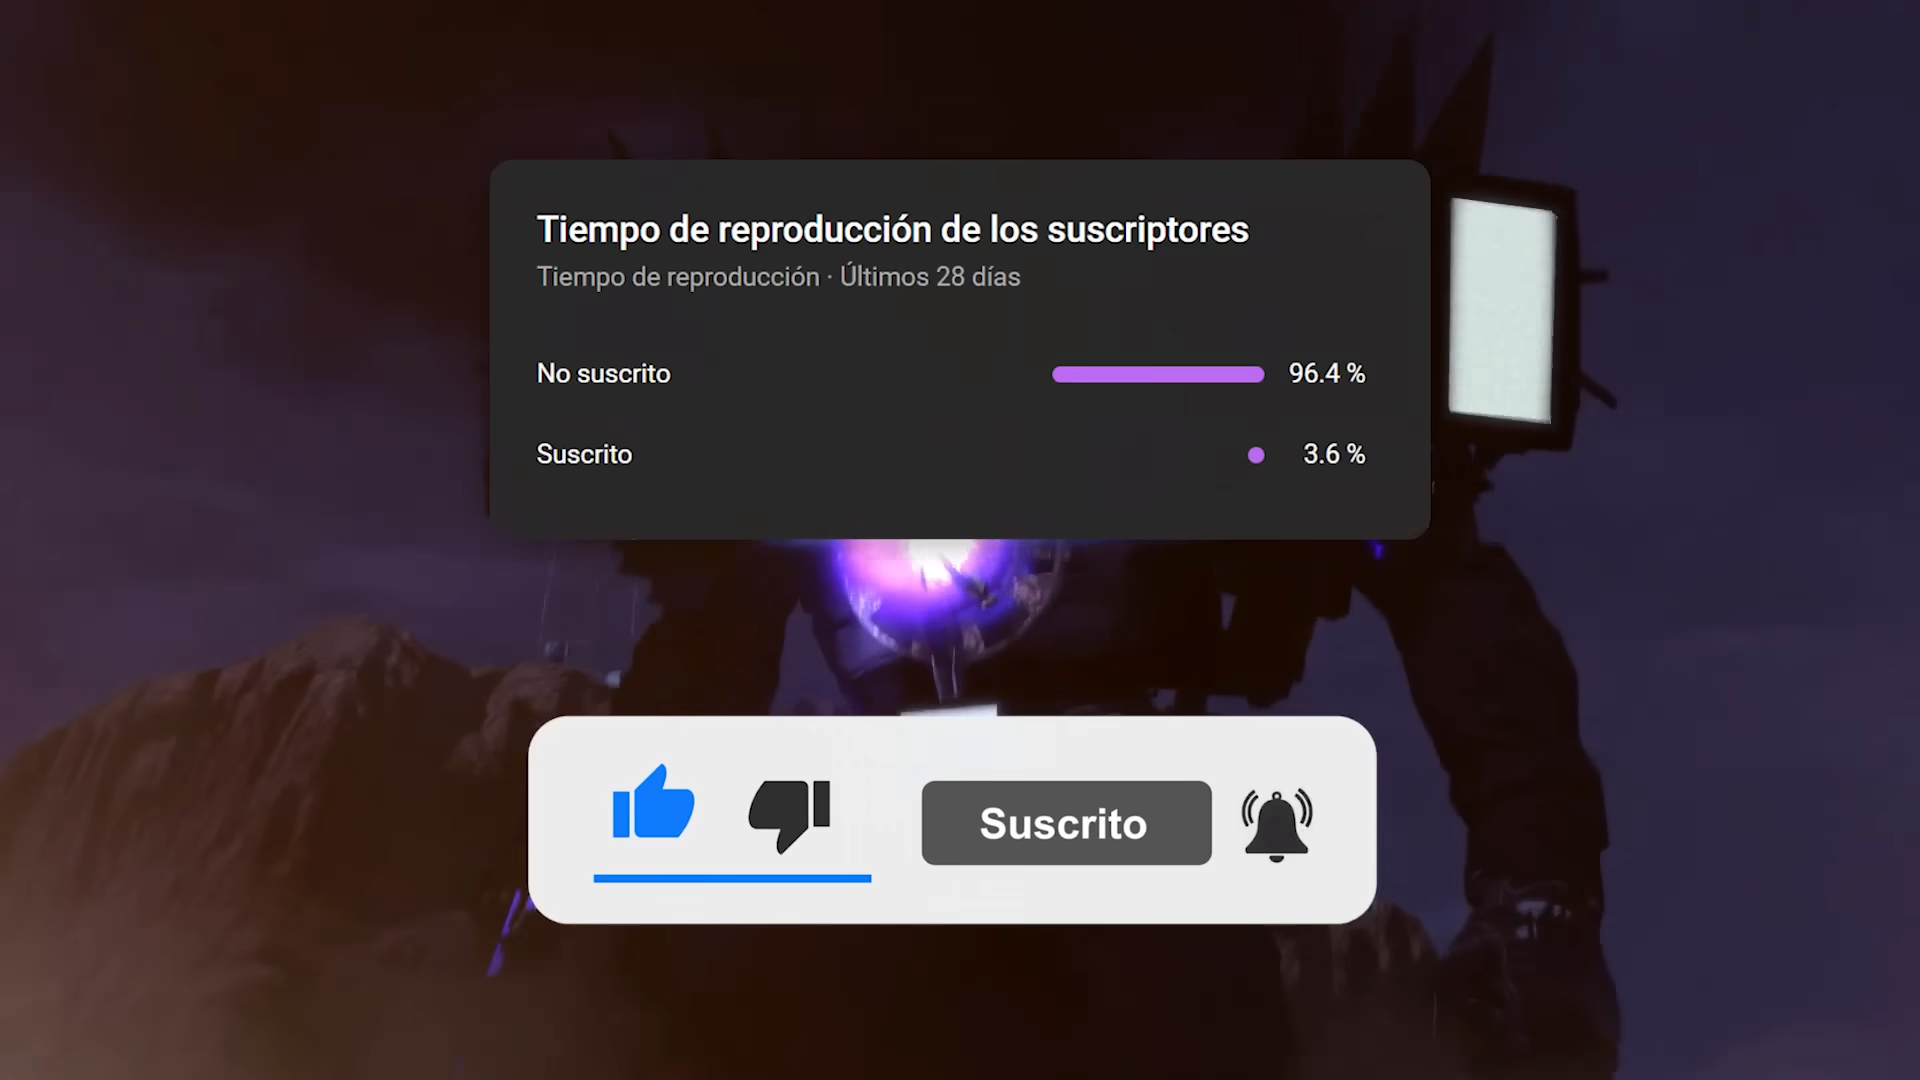 Tiempo de reproducción de los suscriptores
Tiempo de reproducción · Últimos 28 días
No suscrito 96.4 %
Suscrito 3.6 %
Suscrito